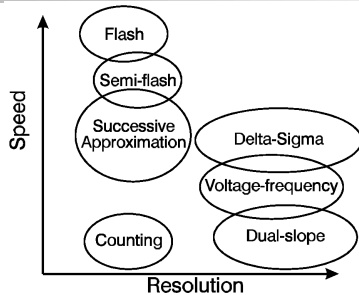 Flash
Semi-flash
Successive
Approximation
Delta-Sigma
Voltage-frequency
Counting
Dual-slope
Speed
Resolution